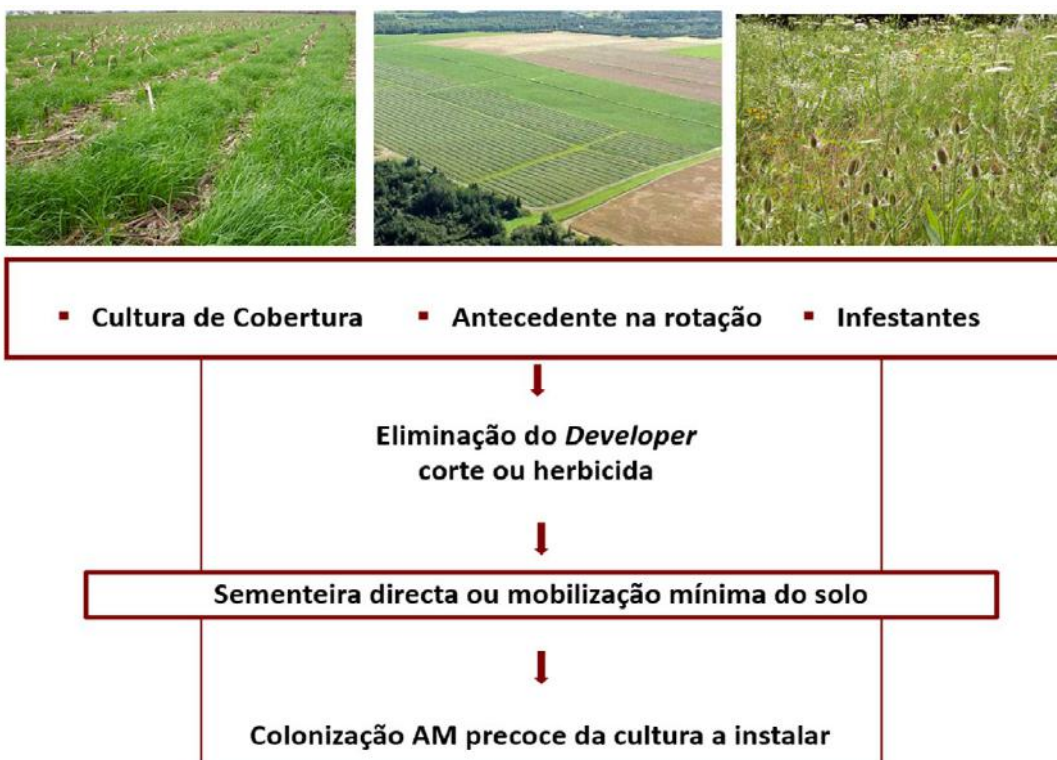 ▪ Cultura de Cobertura ▪ Antecedente na rotação ▪ Infestantes
Eliminação do Developer
corte ou herbicida
Sementeira directa ou mobilização mínima do solo
Colonização AM precoce da cultura a instalar